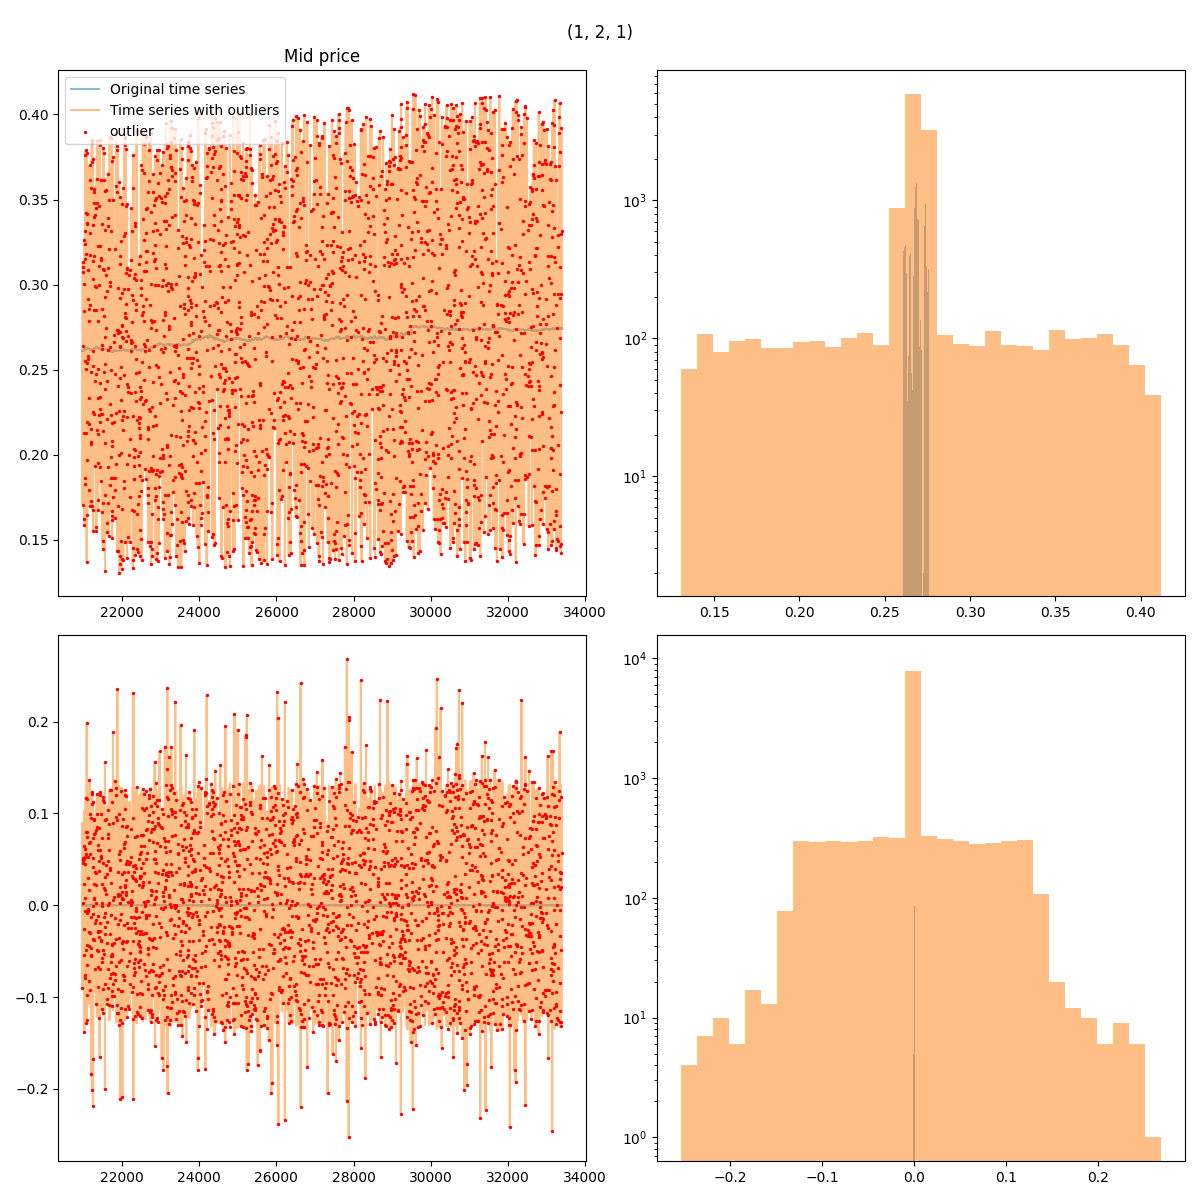 (1, 2, 1)
Mid price
Original time series
Time series with outliers
outlier
0.40
0.35
0.30
0.25
0.20
0.15
22000 24000 26000 28000 30000 32000 34000
10³
10²
10¹
0.15 0.20 0.25 0.30 0.35 0.40
0.2
0.1
0.0
−0.1
−0.2
22000 24000 26000 28000 30000 32000 34000
10⁴
10³
10²
10¹
10⁰
−0.2 −0.1 0.0 0.1 0.2